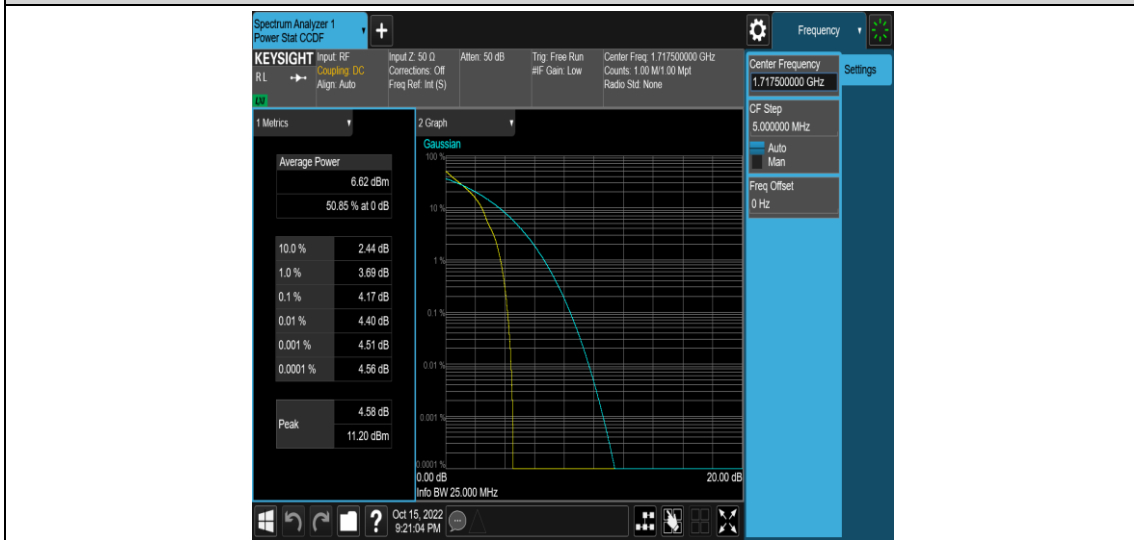 Spectrum Analyzer 1
Power Stat CCDF
+
Frequency
KEYSIGHT
RL
LXI
Input: RF
Coupling: DC
Align: Auto
Input Z: 50 Ω
Corrections: Off
Freq Ref: Int (S)
Atten: 50 dB
Trig: Free Run
#IF Gain: Low
Center Freq: 1.717500000 GHz
Counts: 1.00 M/1.00 Mpt
Radio Std: None
Center Frequency
1.717500000 GHz
Settings
CF Step
5.000000 MHz
Auto
Man
Freq Offset
0 Hz
1 Metrics
Average Power
6.62 dBm
50.85 % at 0 dB
10.0 % 2.44 dB
1.0 % 3.69 dB
0.1 % 4.17 dB
0.01 % 4.40 dB
0.001 % 4.51 dB
0.0001 % 4.56 dB
Peak
4.58 dB
11.20 dBm
2 Graph
Gaussian
100 %
10 %
1 %
0.1 %
0.01 %
0.001 %
0.0001 %
0.00 dB 20.00 dB
Info BW 25.000 MHz
?
Oct 15, 2022
9:21:04 PM